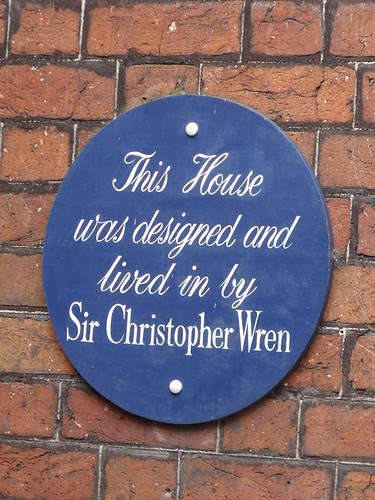 This House
was designed and
lived in by
Sir Christopher Wren